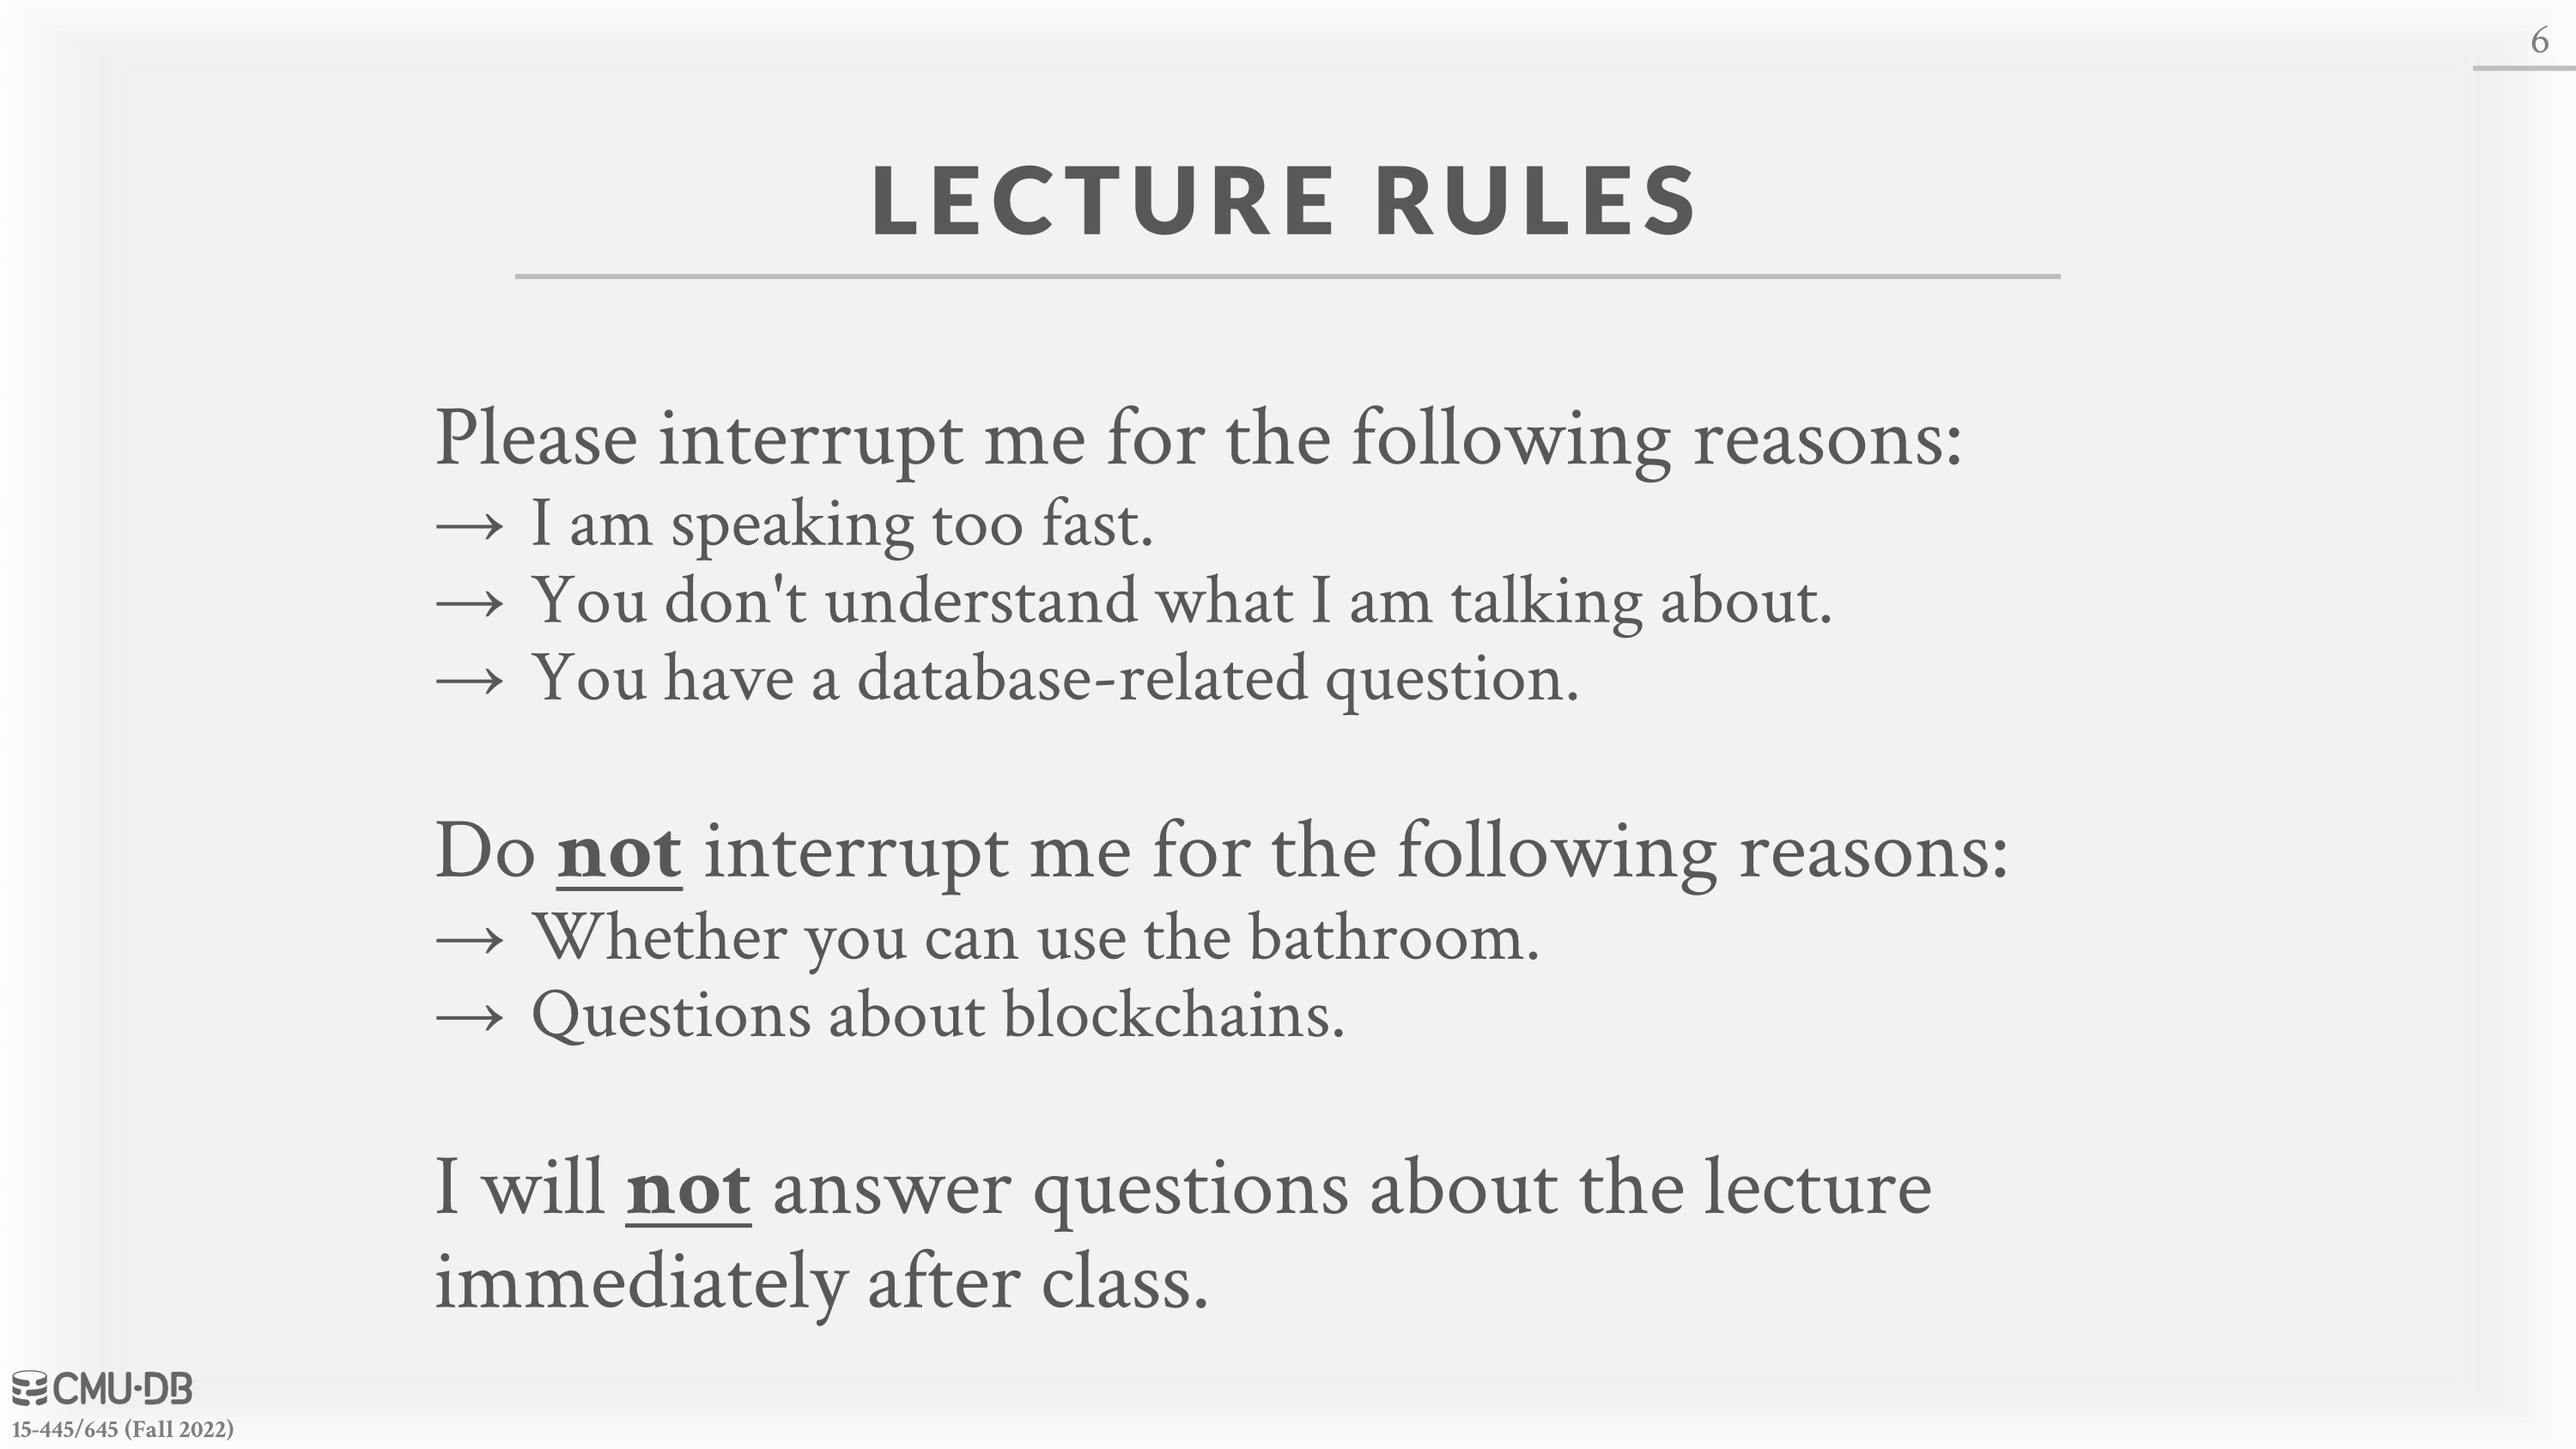 6
LECTURE RULES
Please interrupt me for the following reasons:
→ I am speaking too fast.
→ You don't understand what I am talking about.
→ You have a database-related question.
Do not interrupt me for the following reasons:
→ Whether you can use the bathroom.
→ Questions about blockchains.
I will not answer questions about the lecture
immediately after class.
CMU·DB
15-445/645 (Fall 2022)